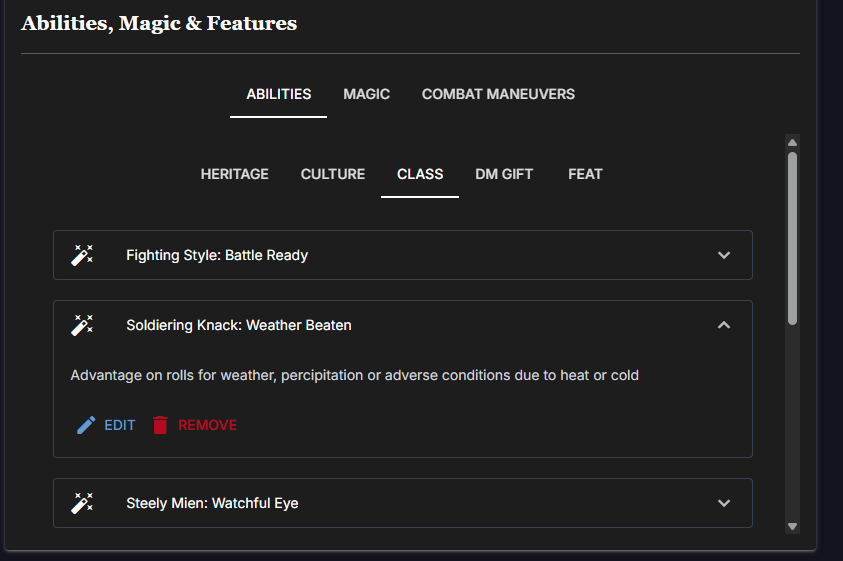 Abilities, Magic & Features
ABILITIES MAGIC COMBAT MANEUVERS
HERITAGE CULTURE CLASS DM GIFT FEAT
Fighting Style: Battle Ready
Soldiering Knack: Weather Beaten
Advantage on rolls for weather, percipitation or adverse conditions due to heat or cold
EDIT REMOVE
Steely Mien: Watchful Eye